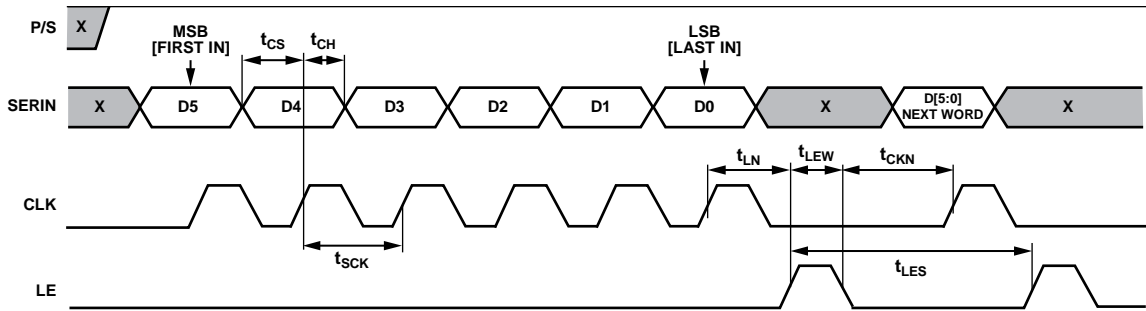 P/S
X
MSB
[FIRST IN]
tCS
tCH
LSB
[LAST IN]
SERIN
X
D5
D4
D3
D2
D1
D0
X
D[5:0]
NEXT WORD
X
tLN
tLEW
tCKN
CLK
tSCK
tLES
LE